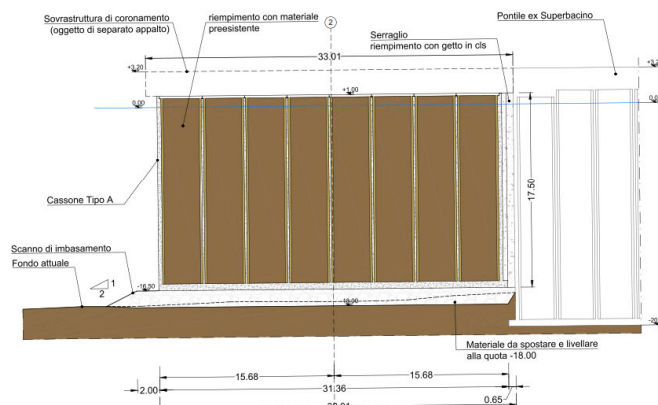 Sovrastruttura di coronamento
(oggetto di separato appalto)
riempimento con materiale
preesistente
2
Serraglio
riempimento con getto in cls
Pontile ex Superbacino
33.01
+3,20
0,00
+1,00
17.50
Cassone Tipo A
Scanno di imbasamento
Fondo attuale
1
2
-16,50
-18,00
Materiale da spostare e livellare
alla quota -18.00
15.68
15.68
2.00
31.36
0.65